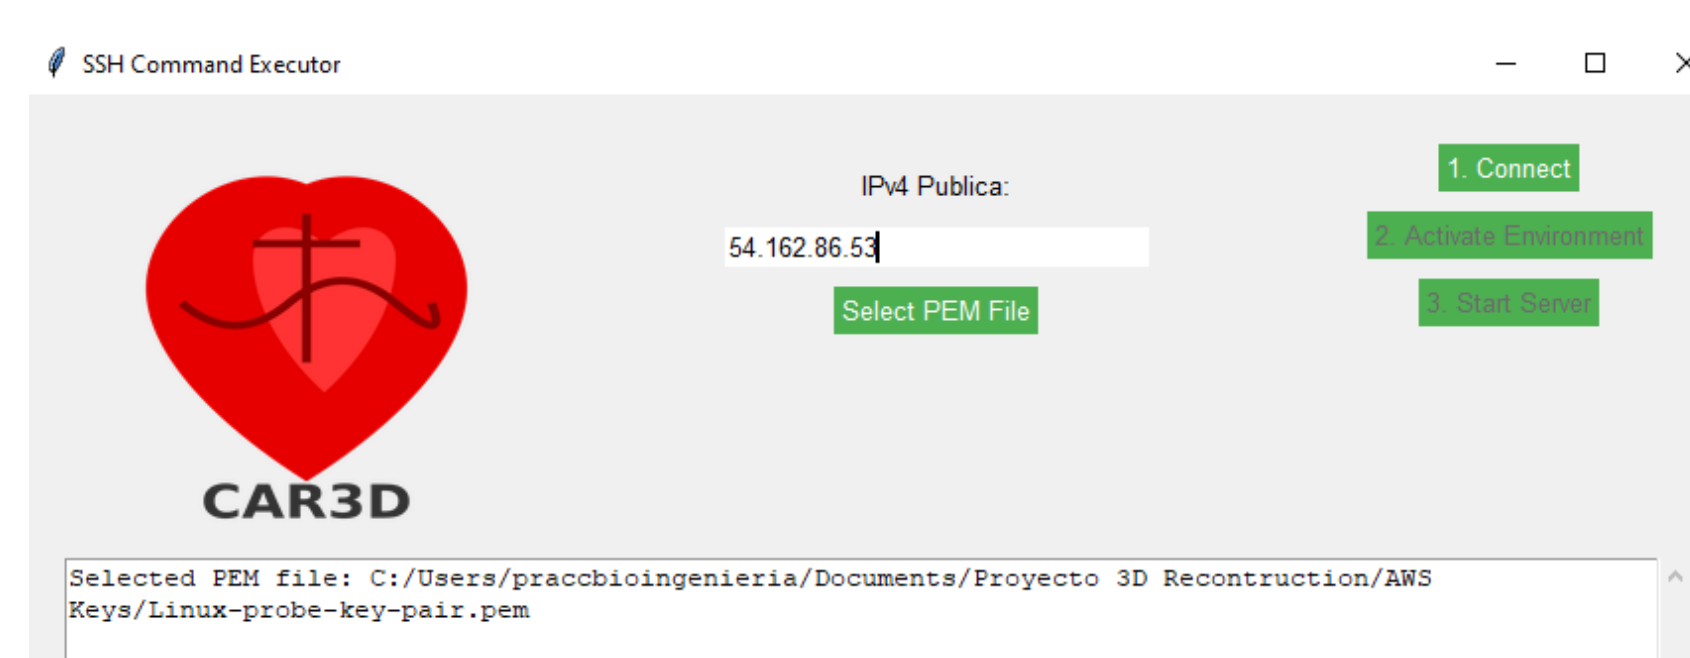 SSH Command Executor
IPv4 Publica:
54.162.86.53
Select PEM File
1. Connect
2. Activate Environment
3. Start Server
CAR3D
Selected PEM file: C:/Users/praccbioingenieria/Documents/Proyecto 3D Recontruction/AWS
Keys/Linux-probe-key-pair.pem